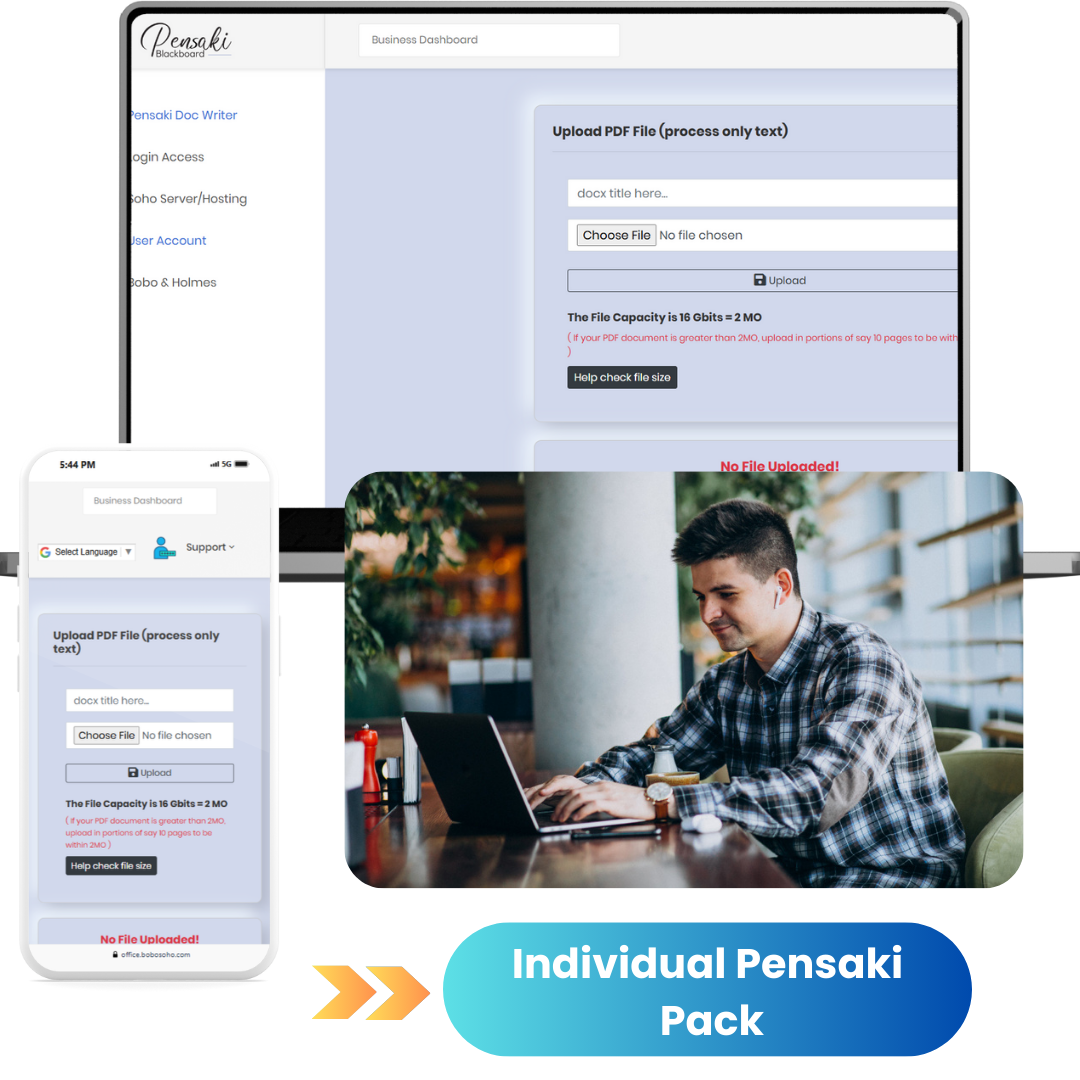 Pensaki
Blackboard
Business Dashboard
Pensaki Doc Writer
Login Access
Soho Server/Hosting
User Account
Bobo & Holmes
Upload PDF File (process only text)
docx title here...
Choose File No file chosen
Upload
The File Capacity is 16 Gbits = 2 MO
( If your PDF document is greater than 2MO, upload in portions of say 10 pages to be with
)
Help check file size
No File Uploaded!
5:44 PM
5G
Business Dashboard
G Select Language ▼
Support
Upload PDF File (process only
text)
docx title here...
Choose File No file chosen
Upload
The File Capacity is 16 Gbits = 2 MO
( If your PDF document is greater than 2MO,
upload in portions of say 10 pages to be
within 2MO )
Help check file size
No File Uploaded!
office.bobosoho.com
Individual Pensaki
Pack